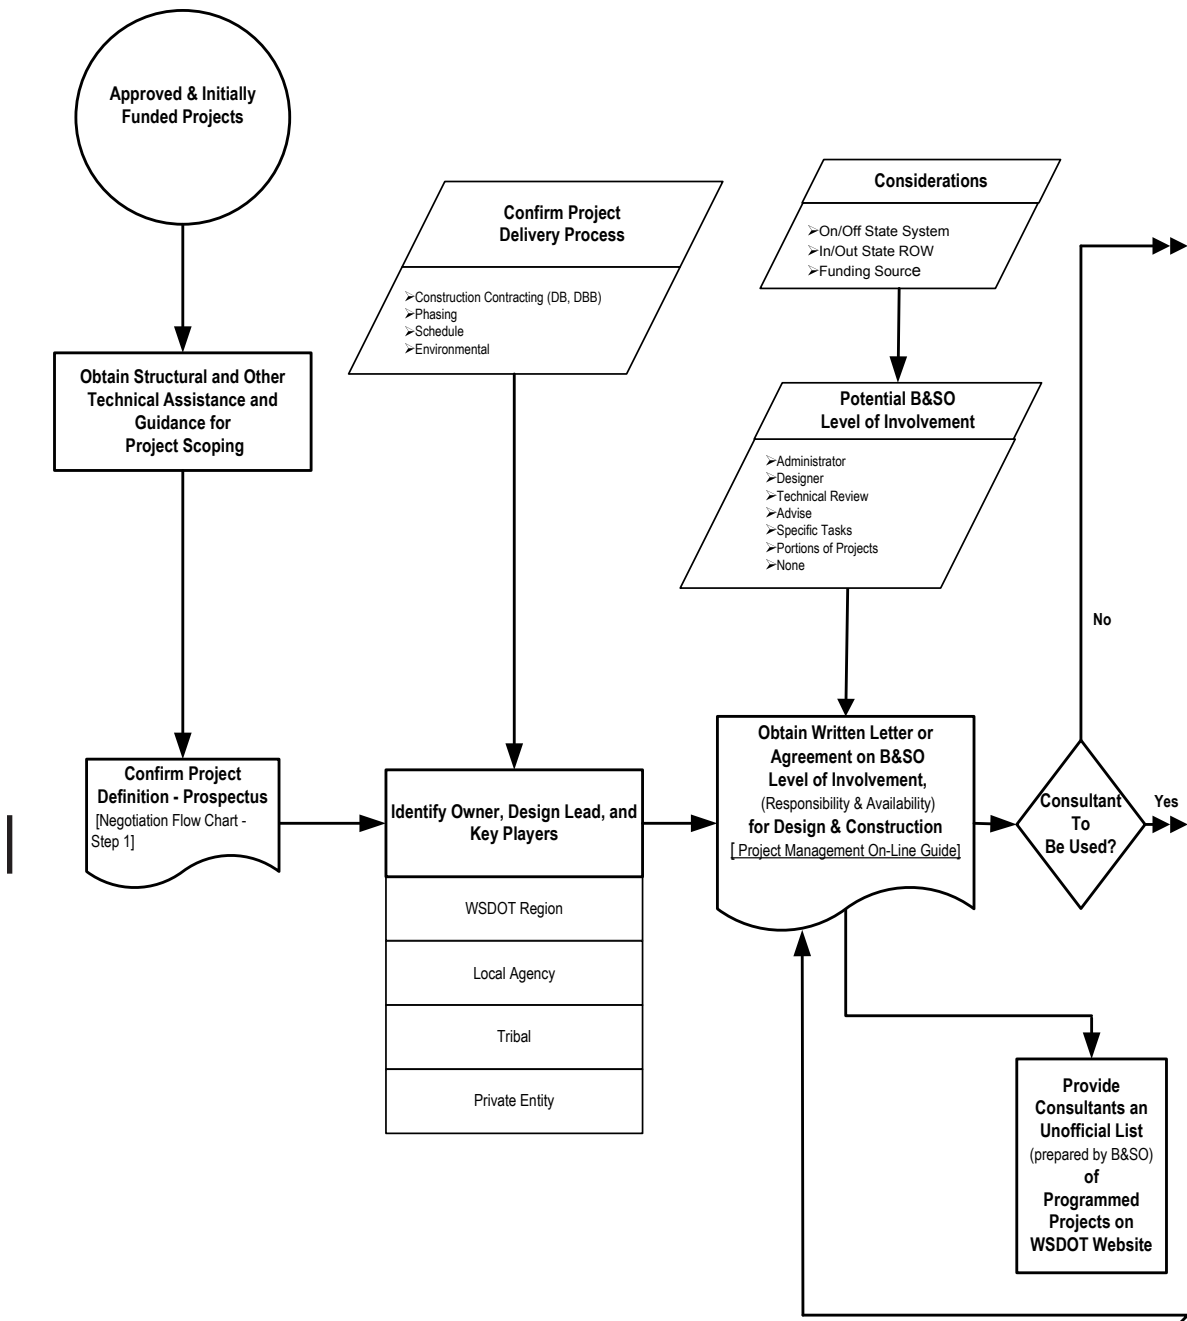 Approved & Initially
Funded Projects
Obtain Structural and Other
Technical Assistance and
Guidance for
Project Scoping
Confirm Project
Definition - Prospectus
[Negotiation Flow Chart -
Step 1]
Confirm Project
Delivery Process
➢Construction Contracting (DB, DBB)
➢Phasing
➢Schedule
➢Environmental
Identify Owner, Design Lead, and
Key Players
WSDOT Region
Local Agency
Tribal
Private Entity
Considerations
➢On/Off State System
➢In/Out State ROW
➢Funding Source
Potential B&SO
Level of Involvement
➢Administrator
➢Designer
➢Technical Review
➢Advise
➢Specific Tasks
➢Portions of Projects
➢None
Obtain Written Letter or
Agreement on B&SO
Level of Involvement,
(Responsibility & Availability)
for Design & Construction
[ Project Management On-Line Guide]
Consultant
To
Be Used?
No
Yes
Provide
Consultants an
Unofficial List
(prepared by B&SO)
of
Programmed
Projects on
WSDOT Website